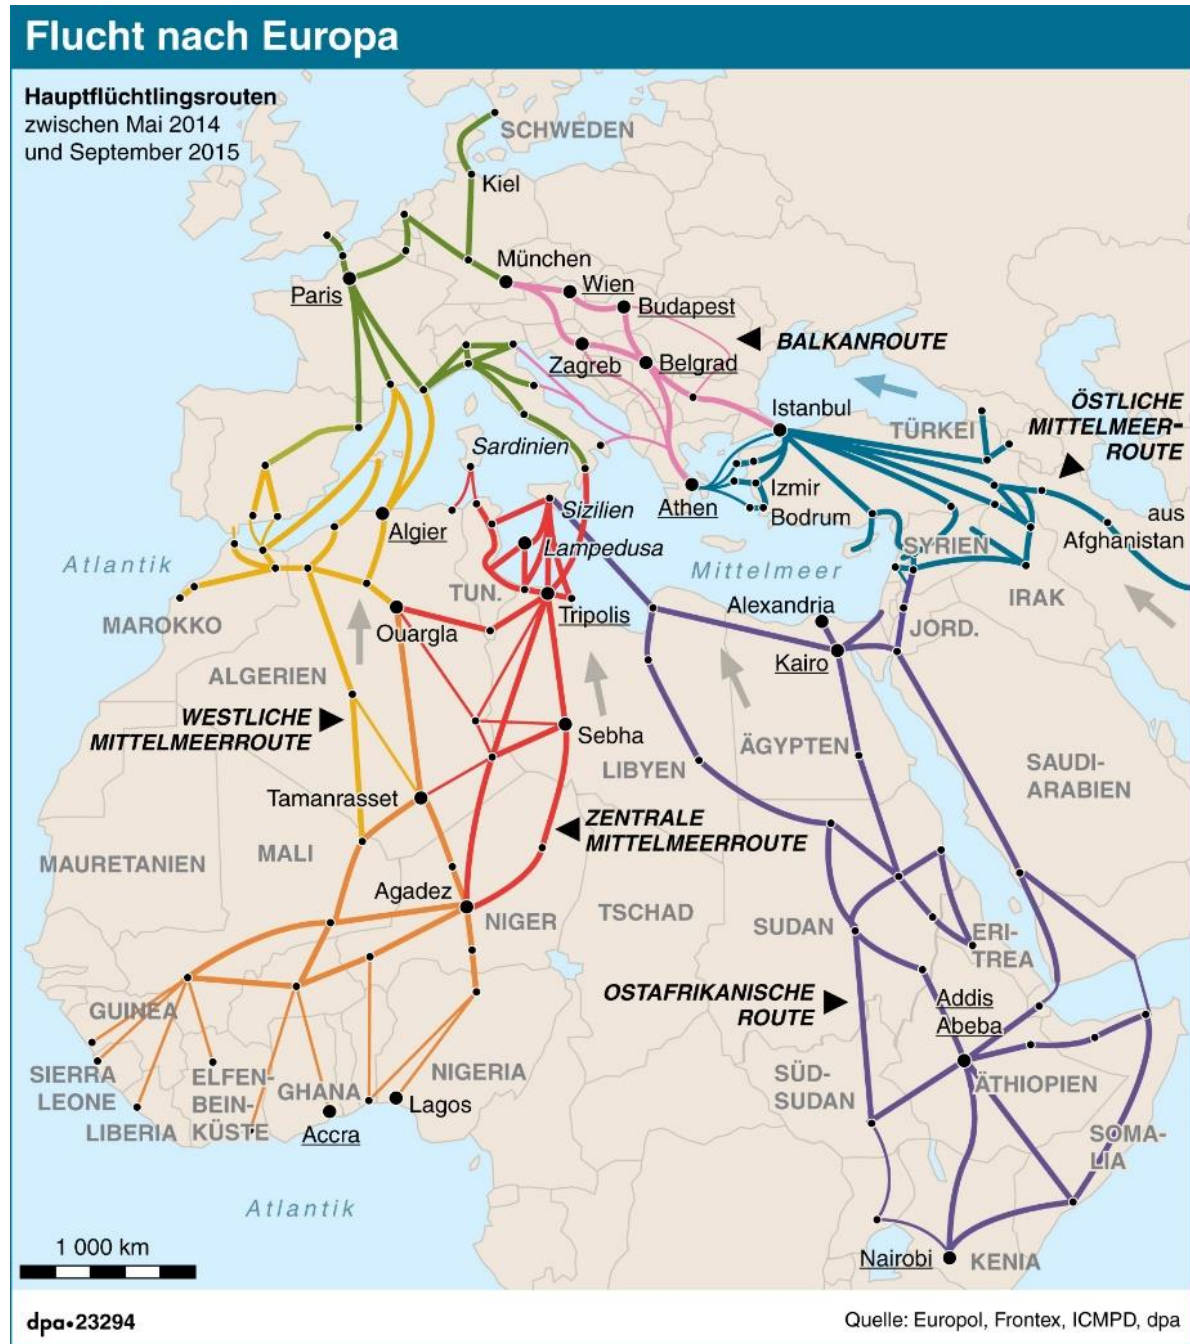 Flucht nach Europa
Hauptflüchtlingsrouten
zwischen Mai 2014
und September 2015
SCHWEDEN
Kiel
München
Wien
Paris
Budapest
BALKANROUTE
Zagreb
Belgrad
Istanbul
ÖSTLICHE
MITTELMEER-
ROUTE
TÜRKEI
Sardinien
Athen
Izmir
Bodrum
Sizilien
Algier
aus
Afghanistan
Lampedusa
SYRIEN
Atlantik
Mittelmeer
TUN.
IRAK
Alexandria
Tripolis
MAROKKO
Ouargla
JORD.
Kairo
ALGERIEN
WESTLICHE
MITTELMEERROUTE
Sebha
ÄGYPTEN
LIBYEN
SAUDI-
ARABIEN
Tamanrasset
ZENTRALE
MITTELMEERROUTE
MALI
MAURETANIEN
Agadez
NIGER
TSCHAD
SUDAN
ERI-
TREA
OSTAFRIKANISCHE
ROUTE
Addis
Abeba
GUINEA
SIERRA
LEONE
ELFEN-
BEIN-
KÜSTE
GHANA
NIGERIA
SÜD-
SUDAN
ÄTHIOPIEN
LIBERIA
Accra
Lagos
SOMA-
LIA
Atlantik
1 000 km
Nairobi
KENIA
dpa•23294
Quelle: Europol, Frontex, ICMPD, dpa